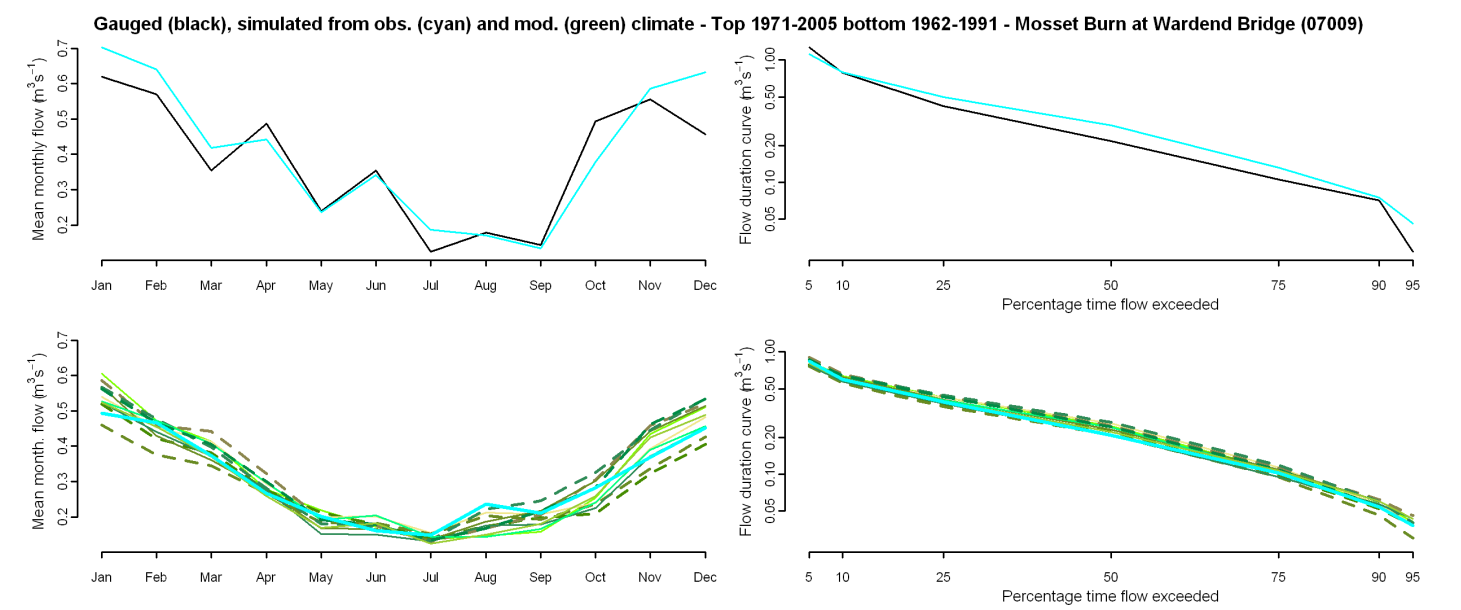 Gauged (black), simulated from obs. (cyan) and mod. (green) climate - Top 1971-2005 bottom 1962-1991 - Mosset Burn at Wardend Bridge (07009)
Mean monthly flow (m³s⁻¹)
0.7
0.6
0.5
0.4
0.3
0.2
Jan Feb Mar Apr May Jun Jul Aug Sep Oct Nov Dec
Flow duration curve (m³s⁻¹)
1.00
0.50
0.20
0.10
0.05
5 10 25 50 75 90 95
Percentage time flow exceeded
Mean month. flow (m³s⁻¹)
0.7
0.6
0.5
0.4
0.3
0.2
Jan Feb Mar Apr May Jun Jul Aug Sep Oct Nov Dec
Flow duration curve (m³s⁻¹)
1.00
0.50
0.20
0.10
0.05
5 10 25 50 75 90 95
Percentage time flow exceeded